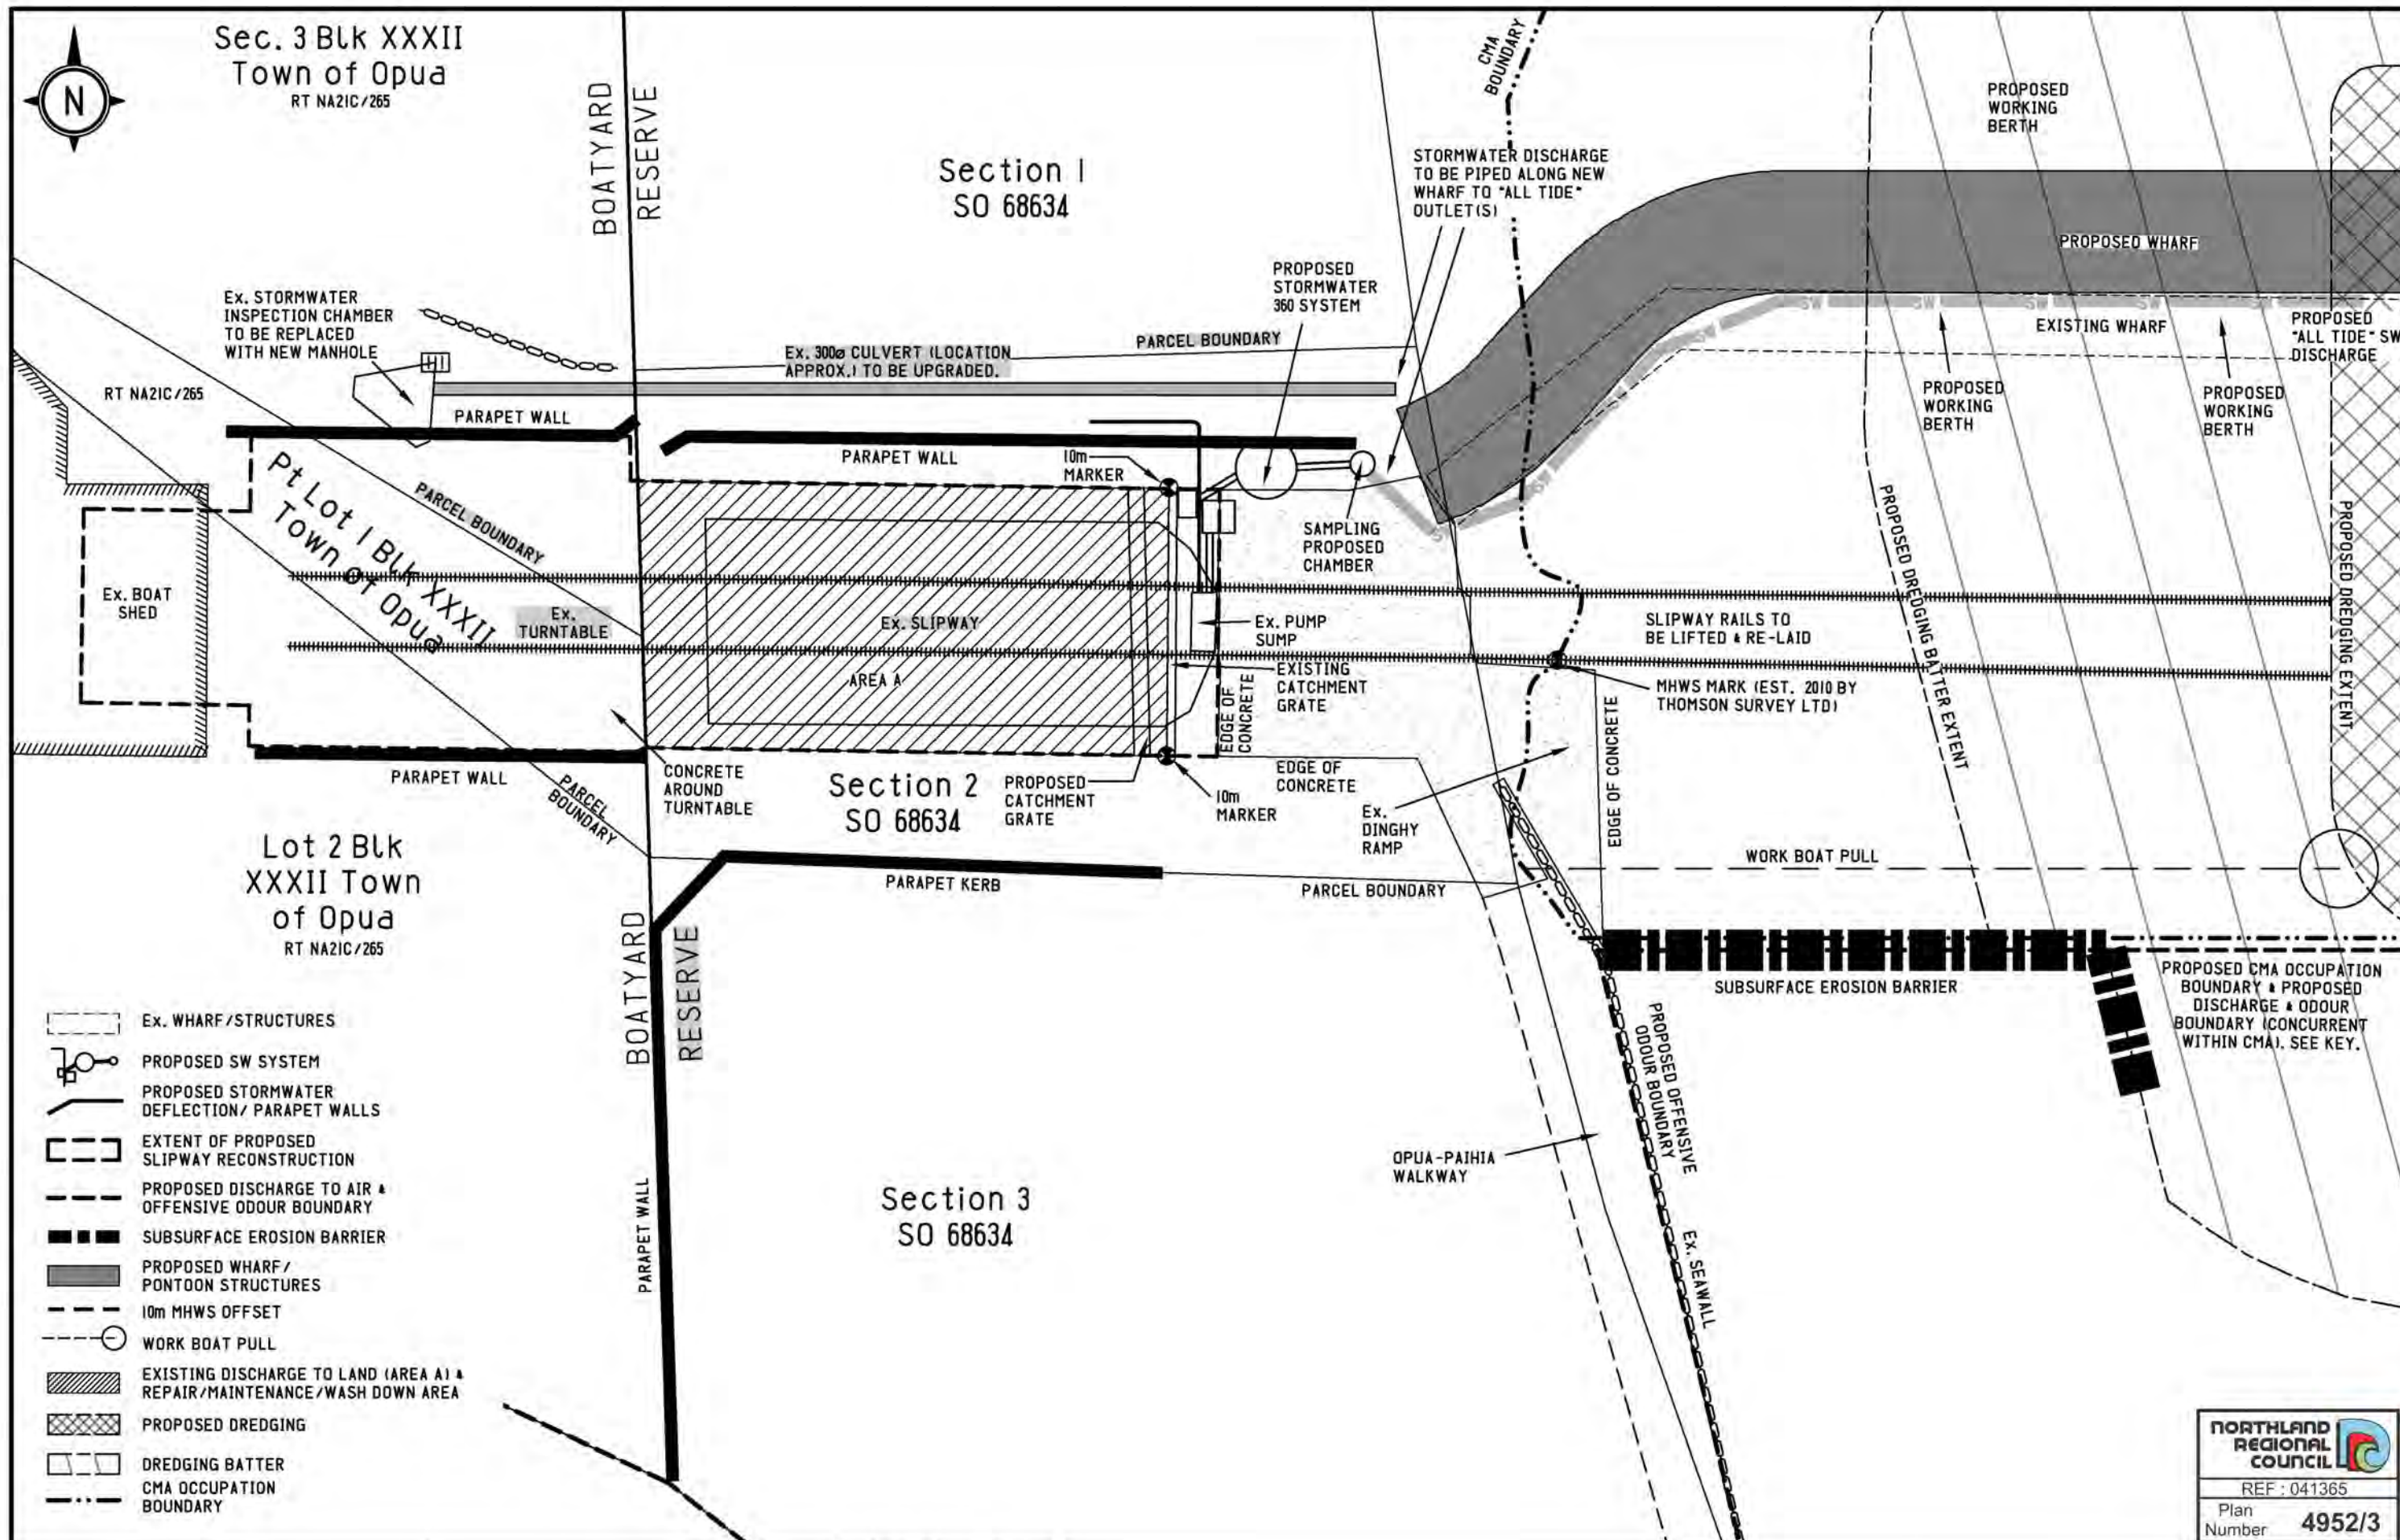 N
Sec. 3 Blk XXXII
Town of Opua
RT NA21C/265
BOATYARD
RESERVE
Section 1
SO 68634
CMA
BOUNDARY
PROPOSED
WORKING
BERTH
STORMWATER DISCHARGE
TO BE PIPED ALONG NEW
WHARF TO "ALL TIDE"
OUTLET(S)
PROPOSED WHARF
PROPOSED
STORMWATER
360 SYSTEM
Ex. STORMWATER
INSPECTION CHAMBER
TO BE REPLACED
WITH NEW MANHOLE
PARCEL BOUNDARY
Ex. 300ø CULVERT (LOCATION
APPROX.) TO BE UPGRADED.
SW
SW
SW
SW
SW
SW
SW
SW
SW
EXISTING WHARF
PROPOSED
"ALL TIDE" SW
DISCHARGE
RT NA21C/265
PARAPET WALL
PARAPET WALL
10m
MARKER
PROPOSED
WORKING
BERTH
PROPOSED
WORKING
BERTH
Pt Lot 1 Blk XXXII
Town of Opua
PARCEL BOUNDARY
SAMPLING
PROPOSED
CHAMBER
PROPOSED DREDGING BATTER EXTENT
PROPOSED DREDGING EXTENT
Ex. BOAT
SHED
Ex.
TURNTABLE
Ex. SLIPWAY
AREA A
Ex. PUMP
SUMP
EXISTING
CATCHMENT
GRATE
SLIPWAY RAILS TO
BE LIFTED & RE-LAID
MHWS MARK (EST. 2010 BY
THOMSON SURVEY LTD)
EDGE OF
CONCRETE
EDGE OF CONCRETE
PARAPET WALL
PARCEL
BOUNDARY
CONCRETE
AROUND
TURNTABLE
Section 2
SO 68634
PROPOSED
CATCHMENT
GRATE
10m
MARKER
EDGE OF
CONCRETE
Ex.
DINGHY
RAMP
Lot 2 Blk
XXXII Town
of Opua
RT NA21C/265
PARAPET KERB
PARCEL BOUNDARY
WORK BOAT PULL
BOATYARD
RESERVE
SUBSURFACE EROSION BARRIER
PROPOSED CMA OCCUPATION
BOUNDARY & PROPOSED
DISCHARGE & ODOUR
BOUNDARY (CONCURRENT
WITHIN CMA). SEE KEY.
PROPOSED OFFENSIVE
ODOUR BOUNDARY
OPUA-PAIHIA
WALKWAY
PARAPET WALL
Section 3
SO 68634
Ex. SEAWALL
Ex. WHARF/STRUCTURES
PROPOSED SW SYSTEM
PROPOSED STORMWATER
DEFLECTION/ PARAPET WALLS
EXTENT OF PROPOSED
SLIPWAY RECONSTRUCTION
PROPOSED DISCHARGE TO AIR &
OFFENSIVE ODOUR BOUNDARY
SUBSURFACE EROSION BARRIER
PROPOSED WHARF/
PONTOON STRUCTURES
10m MHWS OFFSET
WORK BOAT PULL
EXISTING DISCHARGE TO LAND (AREA A) &
REPAIR/MAINTENANCE/WASH DOWN AREA
PROPOSED DREDGING
DREDGING BATTER
CMA OCCUPATION
BOUNDARY
NORTHLAND
REGIONAL
COUNCIL
REF : 041365
Plan
Number 4952/3